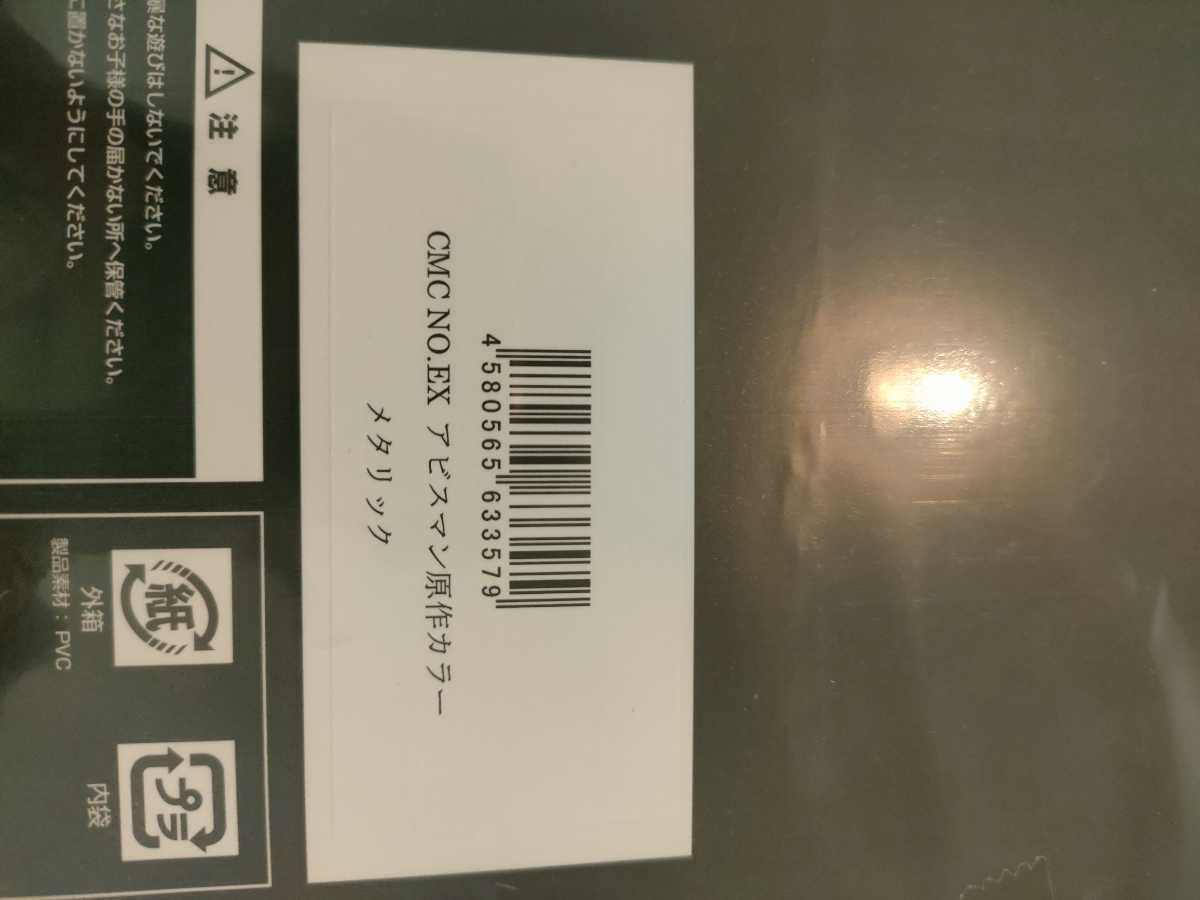 4 580565 633579
CMC NO.EX アビスマン原作カラー
メタリック
注意
な遊びはしないでください。
さなお子様の手の届かない所へ保管ください。
に置かないようにしてください。
紙
外箱
製品素材：PVC
プラ
内袋